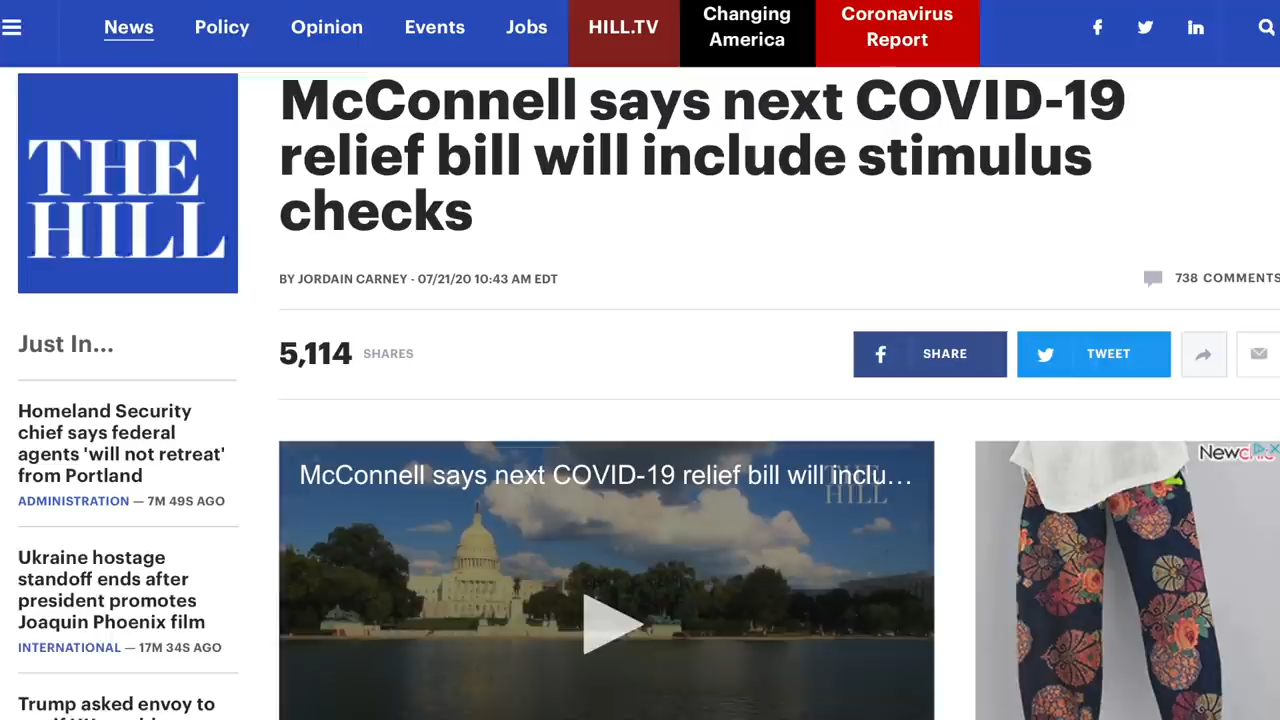 News
Policy
Opinion
Events
Jobs
HILL.TV
Changing
America
Coronavirus
Report
THE
HILL
McConnell says next COVID-19
relief bill will include stimulus
checks
BY JORDAIN CARNEY - 07/21/20 10:43 AM EDT
738 COMMENTS
5,114 SHARES
SHARE
TWEET
Just In...
Homeland Security
chief says federal
agents 'will not retreat'
from Portland
ADMINISTRATION — 7M 49S AGO
Ukraine hostage
standoff ends after
president promotes
Joaquin Phoenix film
INTERNATIONAL — 17M 34S AGO
Trump asked envoy to
McConnell says next COVID-19 relief bill will inclu...
THE
HILL